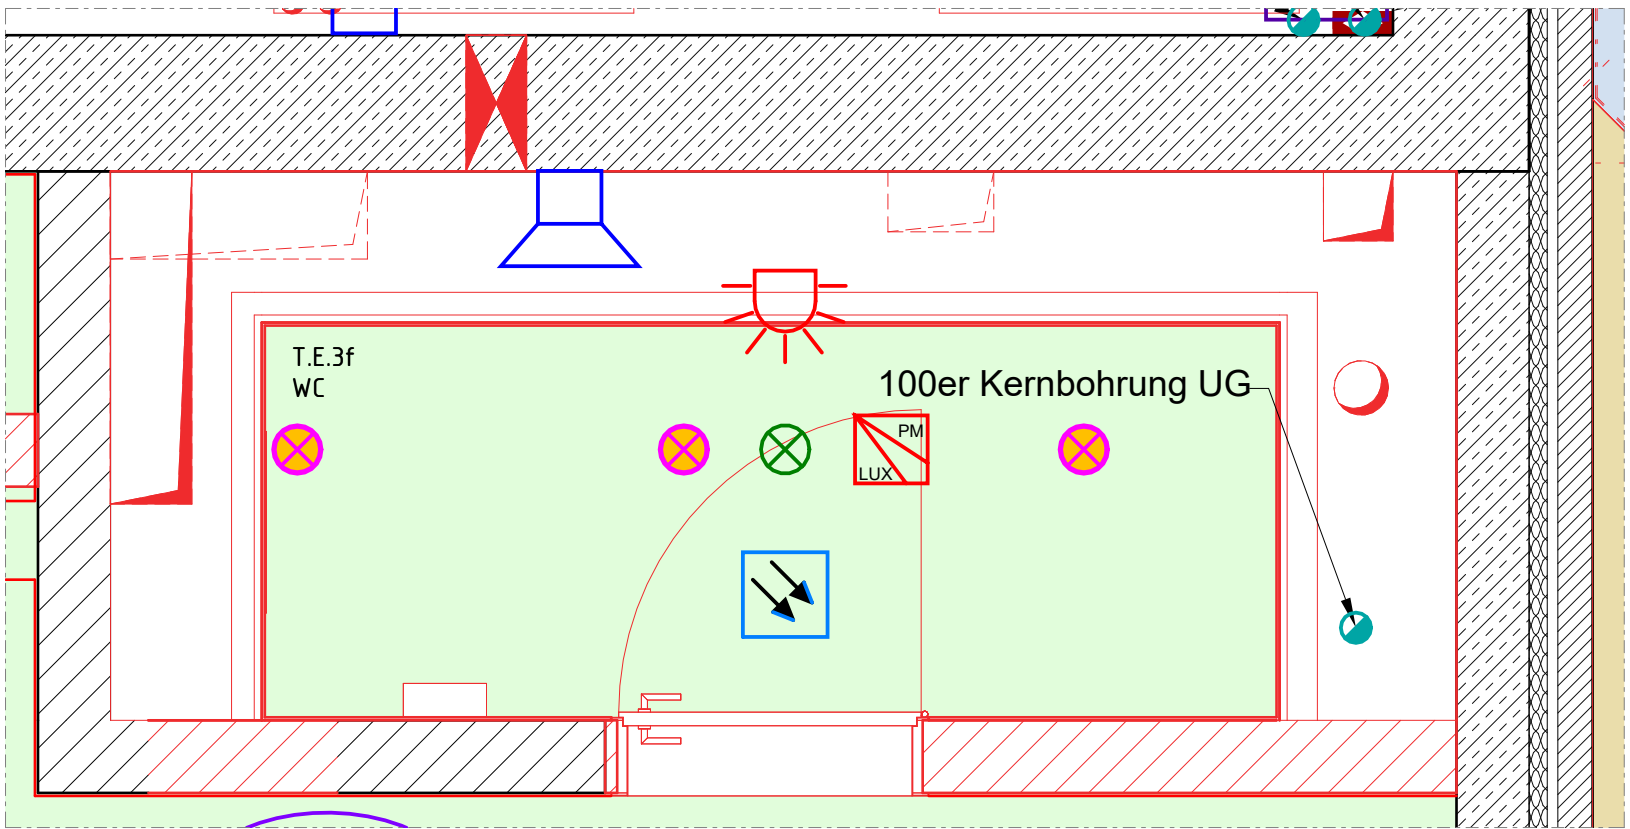 T.E.3f
WC
100er Kernbohrung UG
PM
LUX